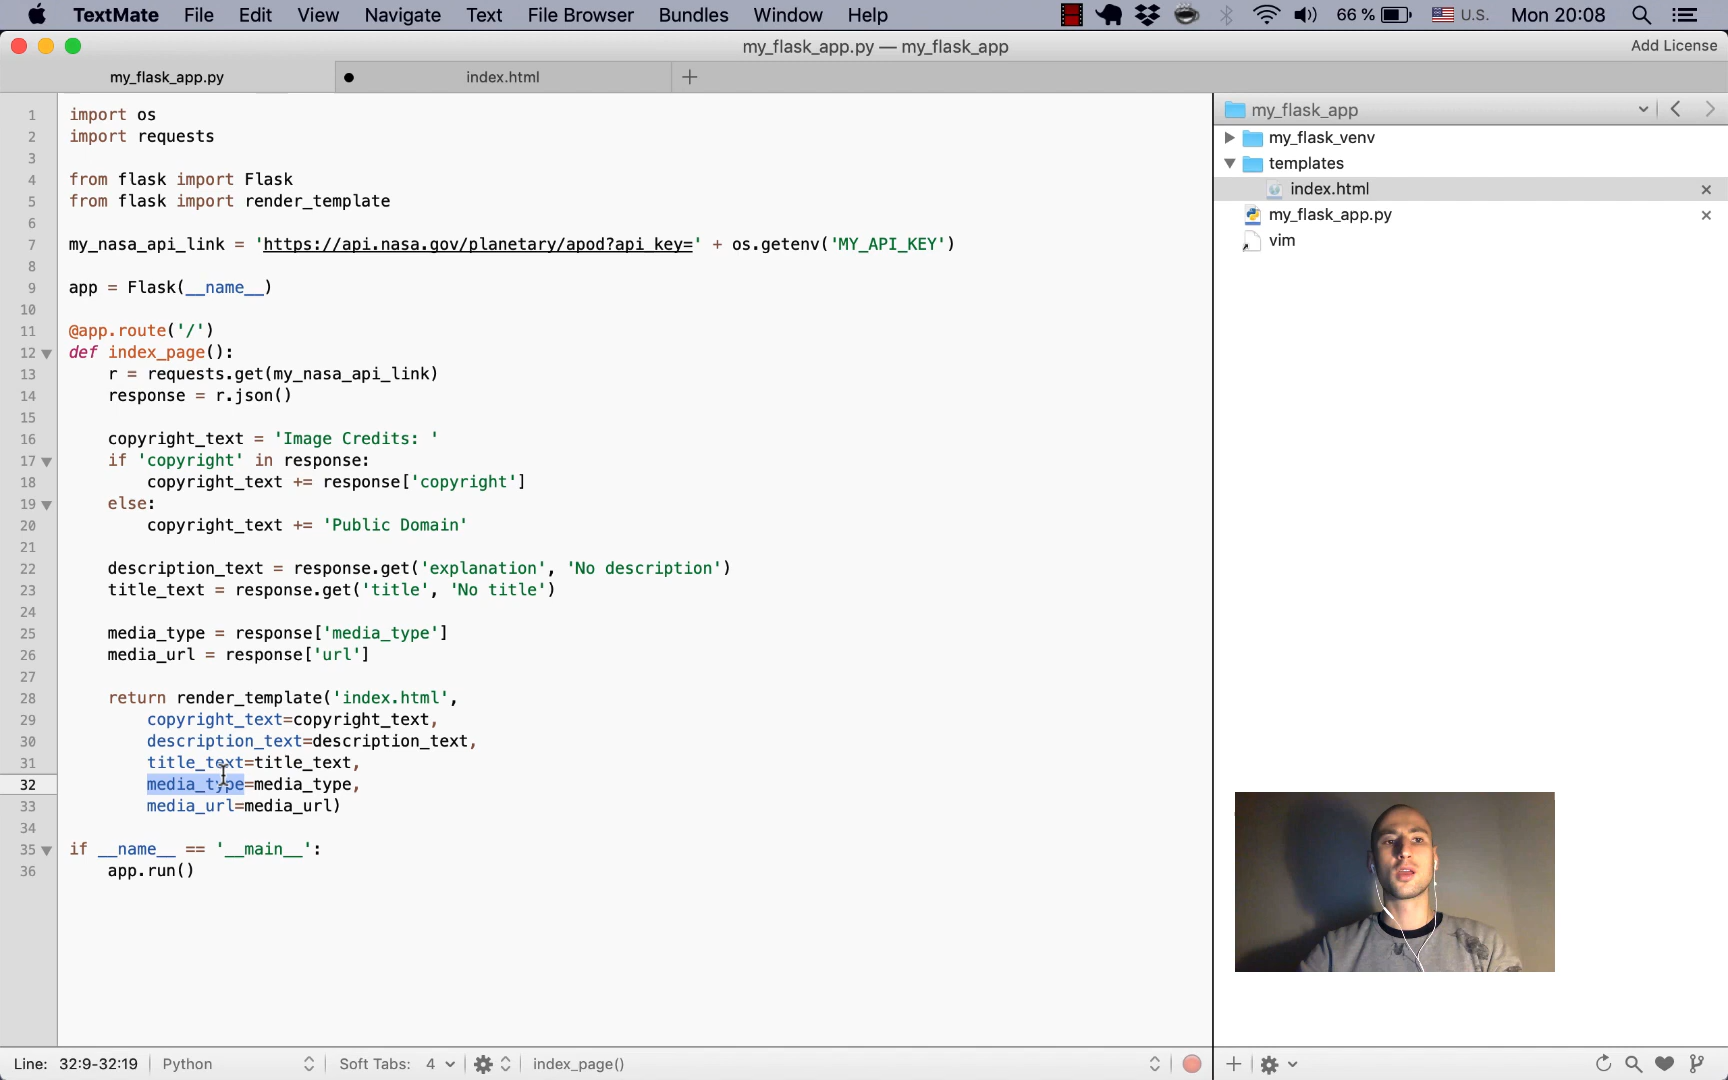 TextMate File Edit View Navigate Text File Browser Bundles Window Help 66 % U.S. Mon 20:08
my_flask_app.py — my_flask_app Add License
my_flask_app.py index.html
1 import os
2 import requests
3
4 from flask import Flask
5 from flask import render_template
6
7 my_nasa_api_link = 'https://api.nasa.gov/planetary/apod?api_key=' + os.getenv('MY_API_KEY')
8
9 app = Flask(__name__)
10
11 @app.route('/')
12 def index_page():
13 r = requests.get(my_nasa_api_link)
14 response = r.json()
15
16 copyright_text = 'Image Credits: '
17 if 'copyright' in response:
18 copyright_text += response['copyright']
19 else:
20 copyright_text += 'Public Domain'
21
22 description_text = response.get('explanation', 'No description')
23 title_text = response.get('title', 'No title')
24
25 media_type = response['media_type']
26 media_url = response['url']
27
28 return render_template('index.html',
29 copyright_text=copyright_text,
30 description_text=description_text,
31 title_text=title_text,
32 media_type=media_type,
33 media_url=media_url)
34
35 if __name__ == '__main__':
36 app.run()
my_flask_app
my_flask_venv
templates
index.html
my_flask_app.py
vim
Line: 32:9-32:19 Python Soft Tabs: 4 index_page()